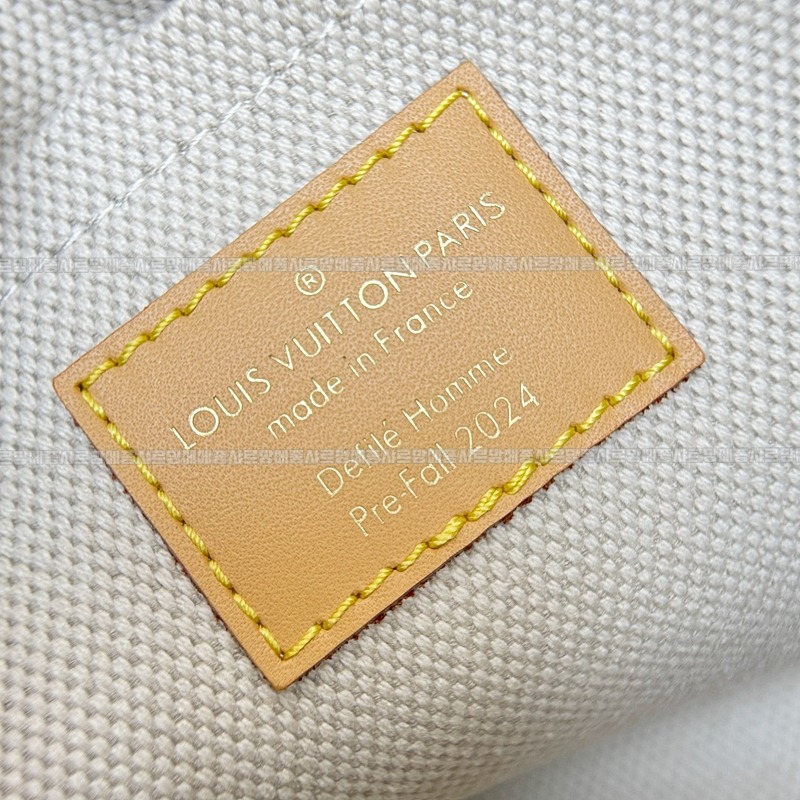 ®
LOUIS VUITTON PARIS
made in France
Defilé Homme
Pre-Fall 2024